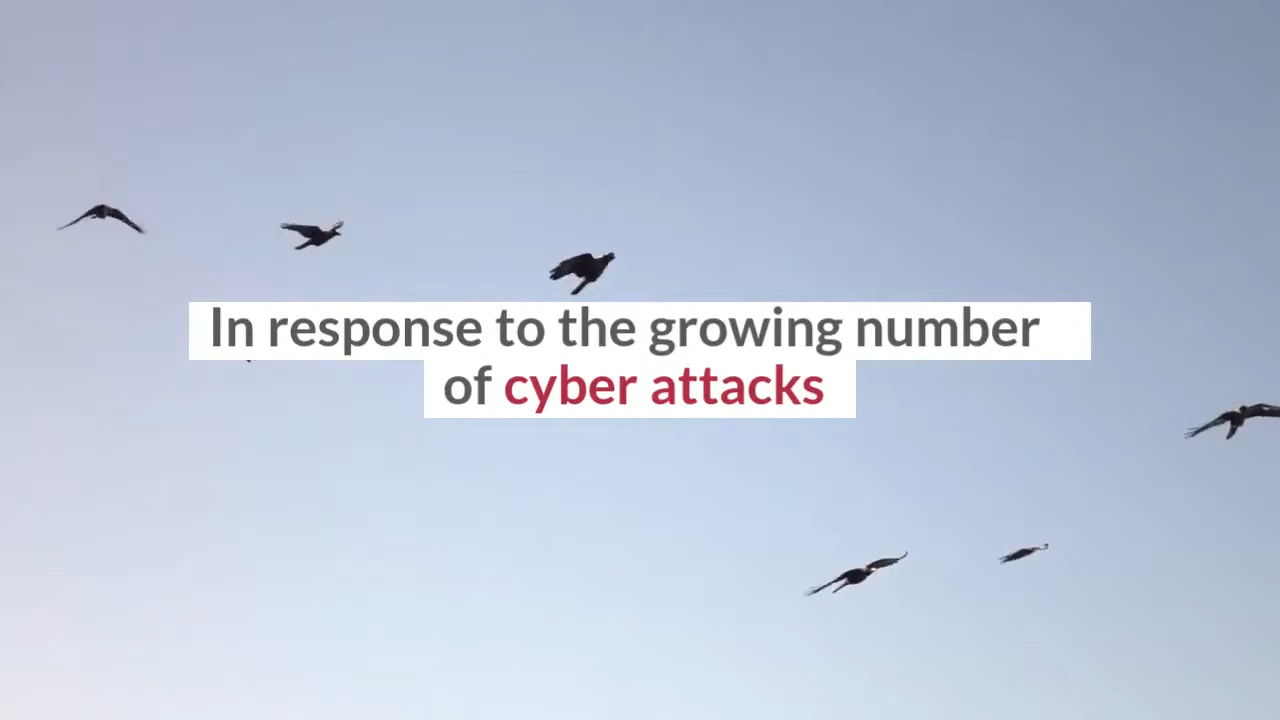 In response to the growing number
of cyber attacks